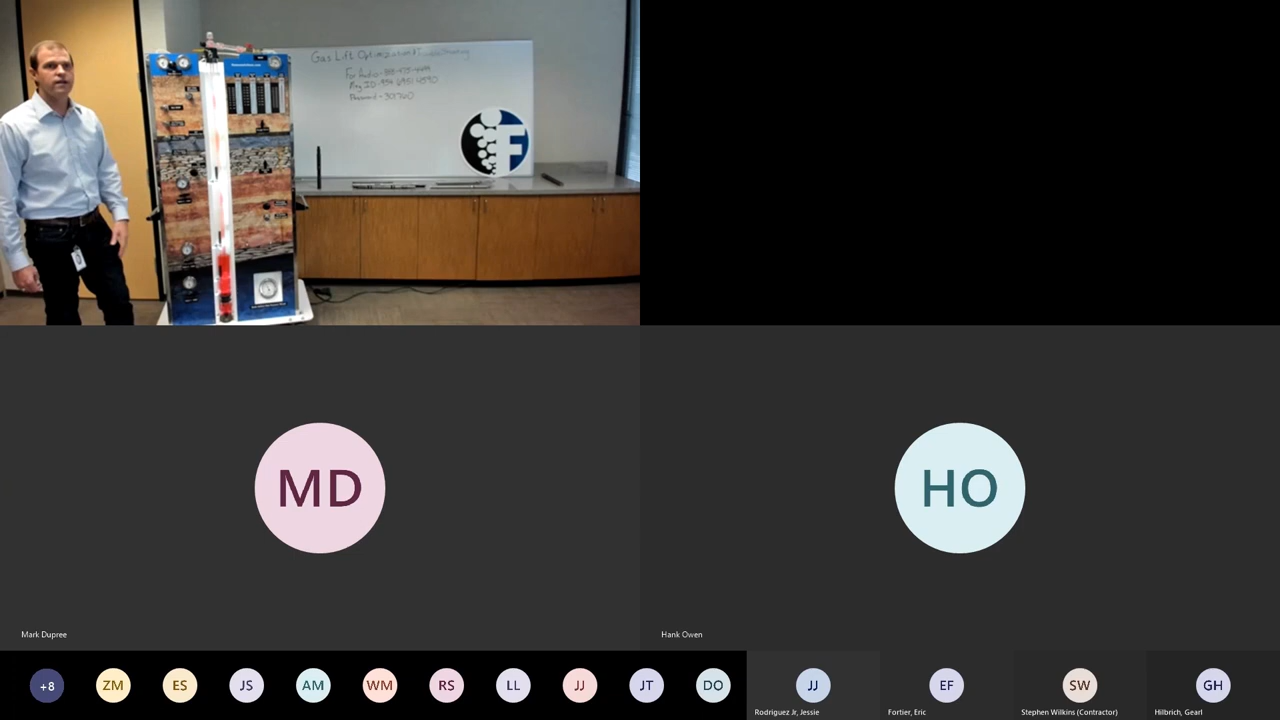 Gas Lift Optimization &
F
MD
HO
Mark Dupree
Hank Owen
+8
ZM
ES
JS
AM
WM
RS
LL
JJ
JT
DO
JJ
EF
SW
GH
Rodriguez Jr, Jessie
Fortier, Eric
Stephen Wilkins (Contractor)
Hilbrich, Gearl